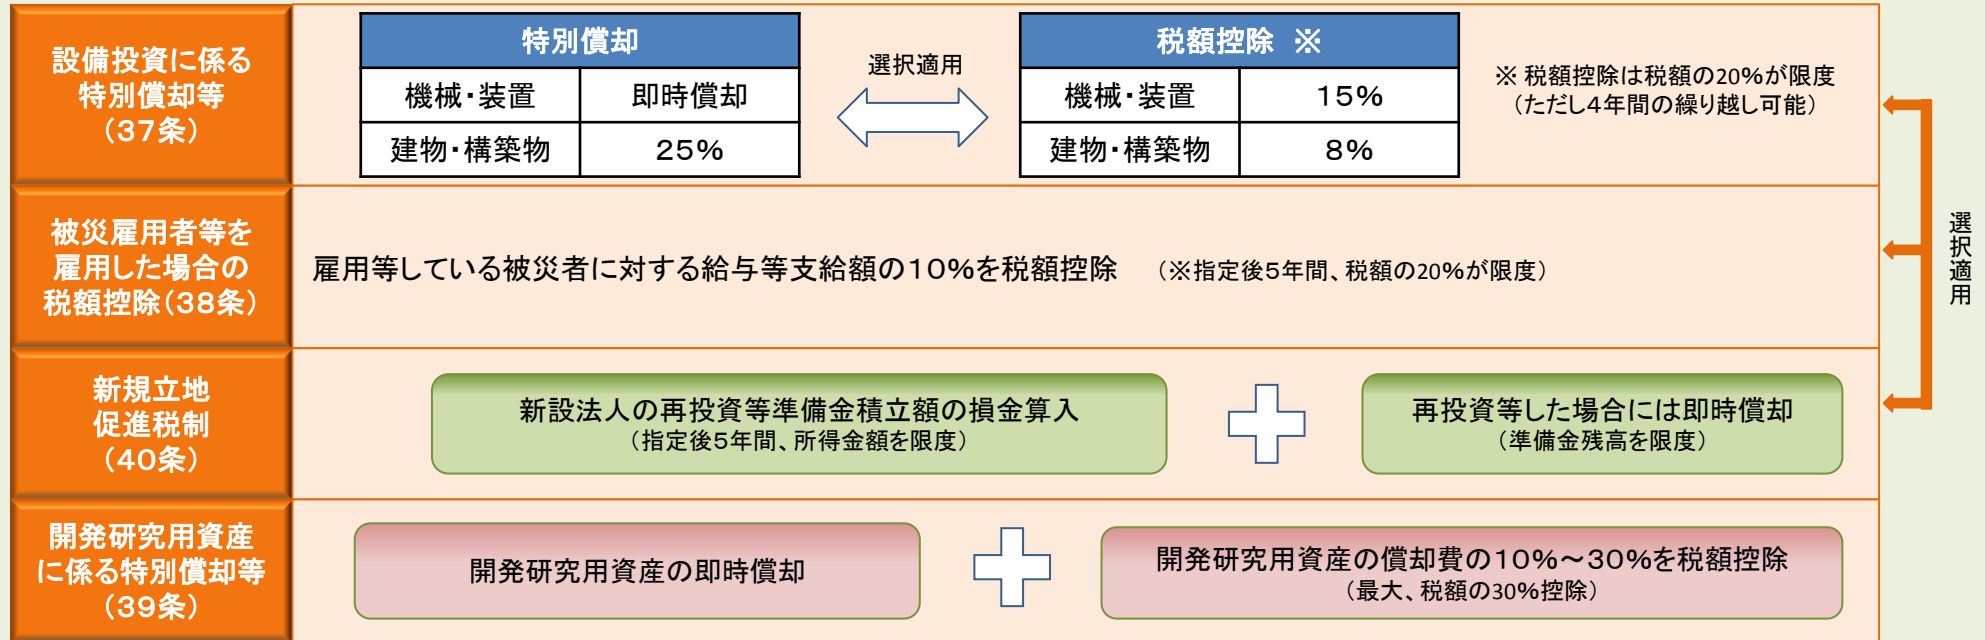 設備投資に係る
特別償却等
(37条)
特別償却
機械・装置 即時償却
建物・構築物 25%
選択適用
税額控除 ※
機械・装置 15%
建物・構築物 8%
※ 税額控除は税額の20%が限度
(ただし4年間の繰り越し可能)
被災雇用者等を
雇用した場合の
税額控除(38条)
雇用等している被災者に対する給与等支給額の10%を税額控除 (※指定後5年間、税額の20%が限度)
新規立地
促進税制
(40条)
新設法人の再投資等準備金積立額の損金算入
(指定後5年間、所得金額を限度)
再投資等した場合には即時償却
(準備金残高を限度)
開発研究用資産
に係る特別償却等
(39条)
開発研究用資産の即時償却
開発研究用資産の償却費の10%~30%を税額控除
(最大、税額の30%控除)
選択適用